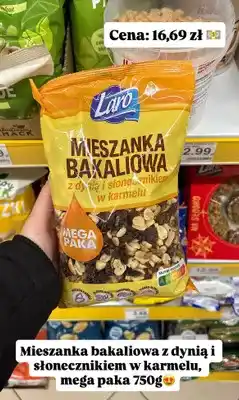 Cena: 16,69 zł 💵
Laro
MIESZANKA
BAKALIOWA
z dynią i słonecznikiem
w karmelu
MEGA
PAKA
2.99
Mieszanka bakaliowa z dynią i
słonecznikiem w karmelu,
mega paka 750g😍